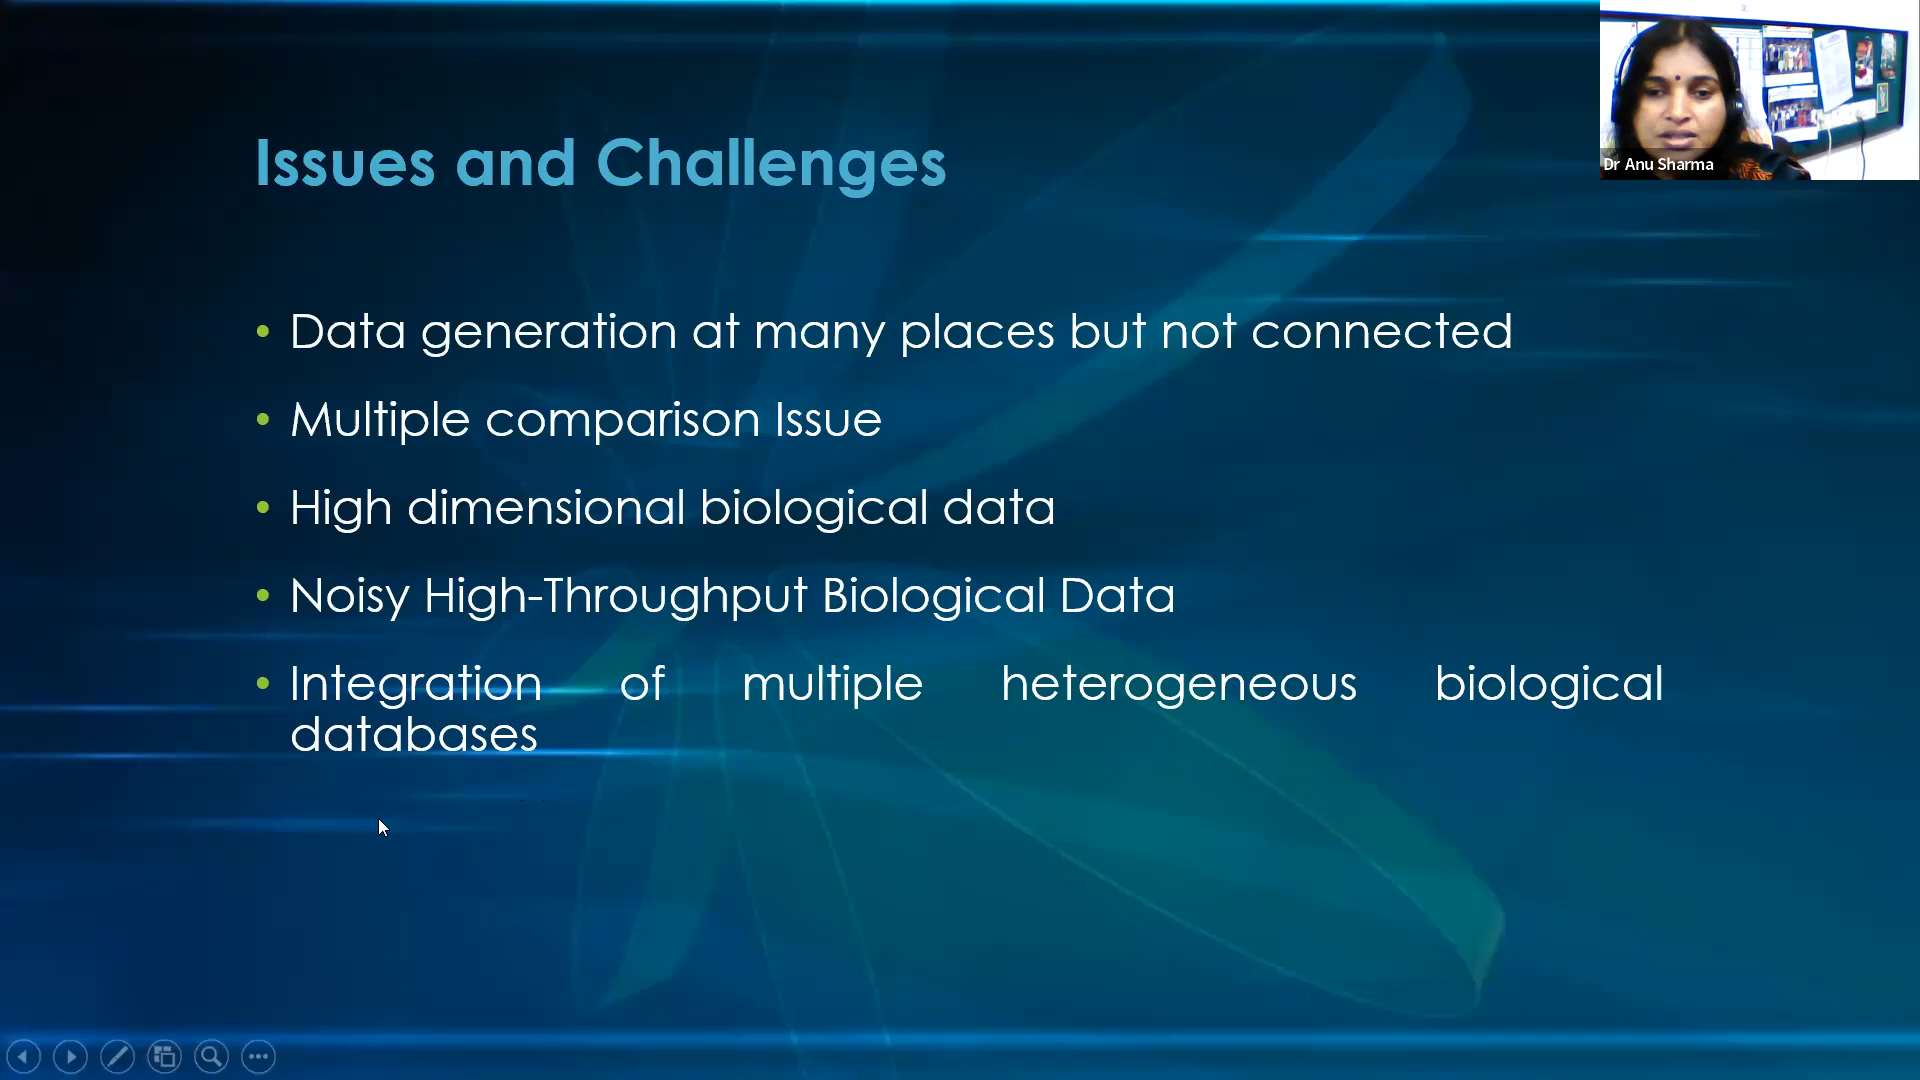 Issues and Challenges
• Data generation at many places but not connected
• Multiple comparison Issue
• High dimensional biological data
• Noisy High-Throughput Biological Data
• Integration of multiple heterogeneous biological
databases
Dr Anu Sharma